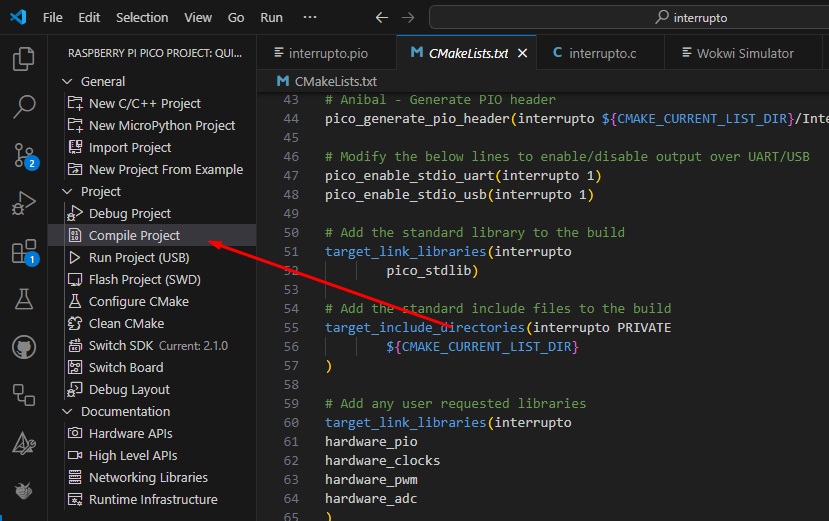 File Edit Selection View Go Run ··· ← → interrupto
RASPBERRY PI PICO PROJECT: QUI...
General
New C/C++ Project
New MicroPython Project
Import Project
New Project From Example
Project
Debug Project
Compile Project
Run Project (USB)
Flash Project (SWD)
Configure CMake
Clean CMake
Switch SDK Current: 2.1.0
Switch Board
Debug Layout
Documentation
Hardware APIs
High Level APIs
Networking Libraries
Runtime Infrastructure
2
1
interrupto.pio
M CMakeLists.txt ×
C interrupto.c
Wokwi Simulator
M CMakeLists.txt
43 # Anibal - Generate PIO header
44 pico_generate_pio_header(interrupto ${CMAKE_CURRENT_LIST_DIR}/Inte
45
46 # Modify the below lines to enable/disable output over UART/USB
47 pico_enable_stdio_uart(interrupto 1)
48 pico_enable_stdio_usb(interrupto 1)
49
50 # Add the standard library to the build
51 target_link_libraries(interrupto
52 pico_stdlib)
53
54 # Add the standard include files to the build
55 target_include_directories(interrupto PRIVATE
56 ${CMAKE_CURRENT_LIST_DIR}
57 )
58
59 # Add any user requested libraries
60 target_link_libraries(interrupto
61 hardware_pio
62 hardware_clocks
63 hardware_pwm
64 hardware_adc
65 )